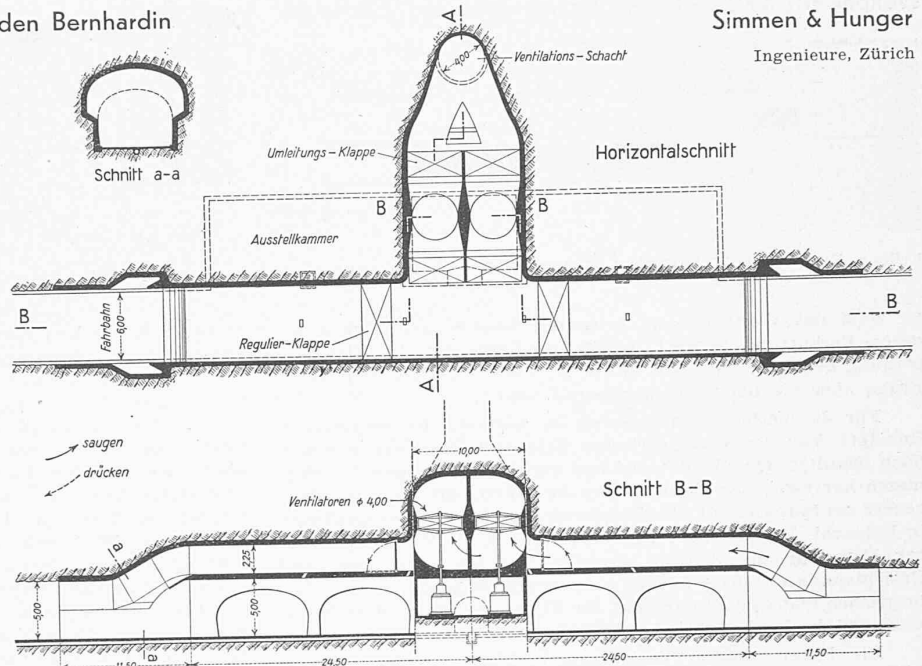 den Bernhardin
Simmen & Hunger
Ingenieure, Zürich
A
4,00
Ventilations-Schacht
Umleitungs-Klappe
Horizontalschnitt
Schnitt a-a
B
B
Ausstellkammer
B
Fahrbahn
6,00
B
Regulier-Klappe
A
saugen
drücken
10,00
Schnitt B-B
Ventilatoren φ 4,00
a
2,25
5,00
5,00
a
11,50
24,50
24,50
11,50